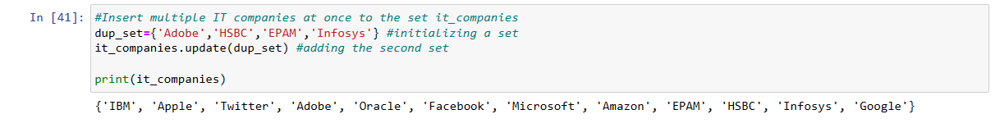 In [41]: #Insert multiple IT companies at once to the set it_companies
dup_set={'Adobe','HSBC','EPAM','Infosys'} #initializing a set
it_companies.update(dup_set) #adding the second set
print(it_companies)
{'IBM', 'Apple', 'Twitter', 'Adobe', 'Oracle', 'Facebook', 'Microsoft', 'Amazon', 'EPAM', 'HSBC', 'Infosys', 'Google'}